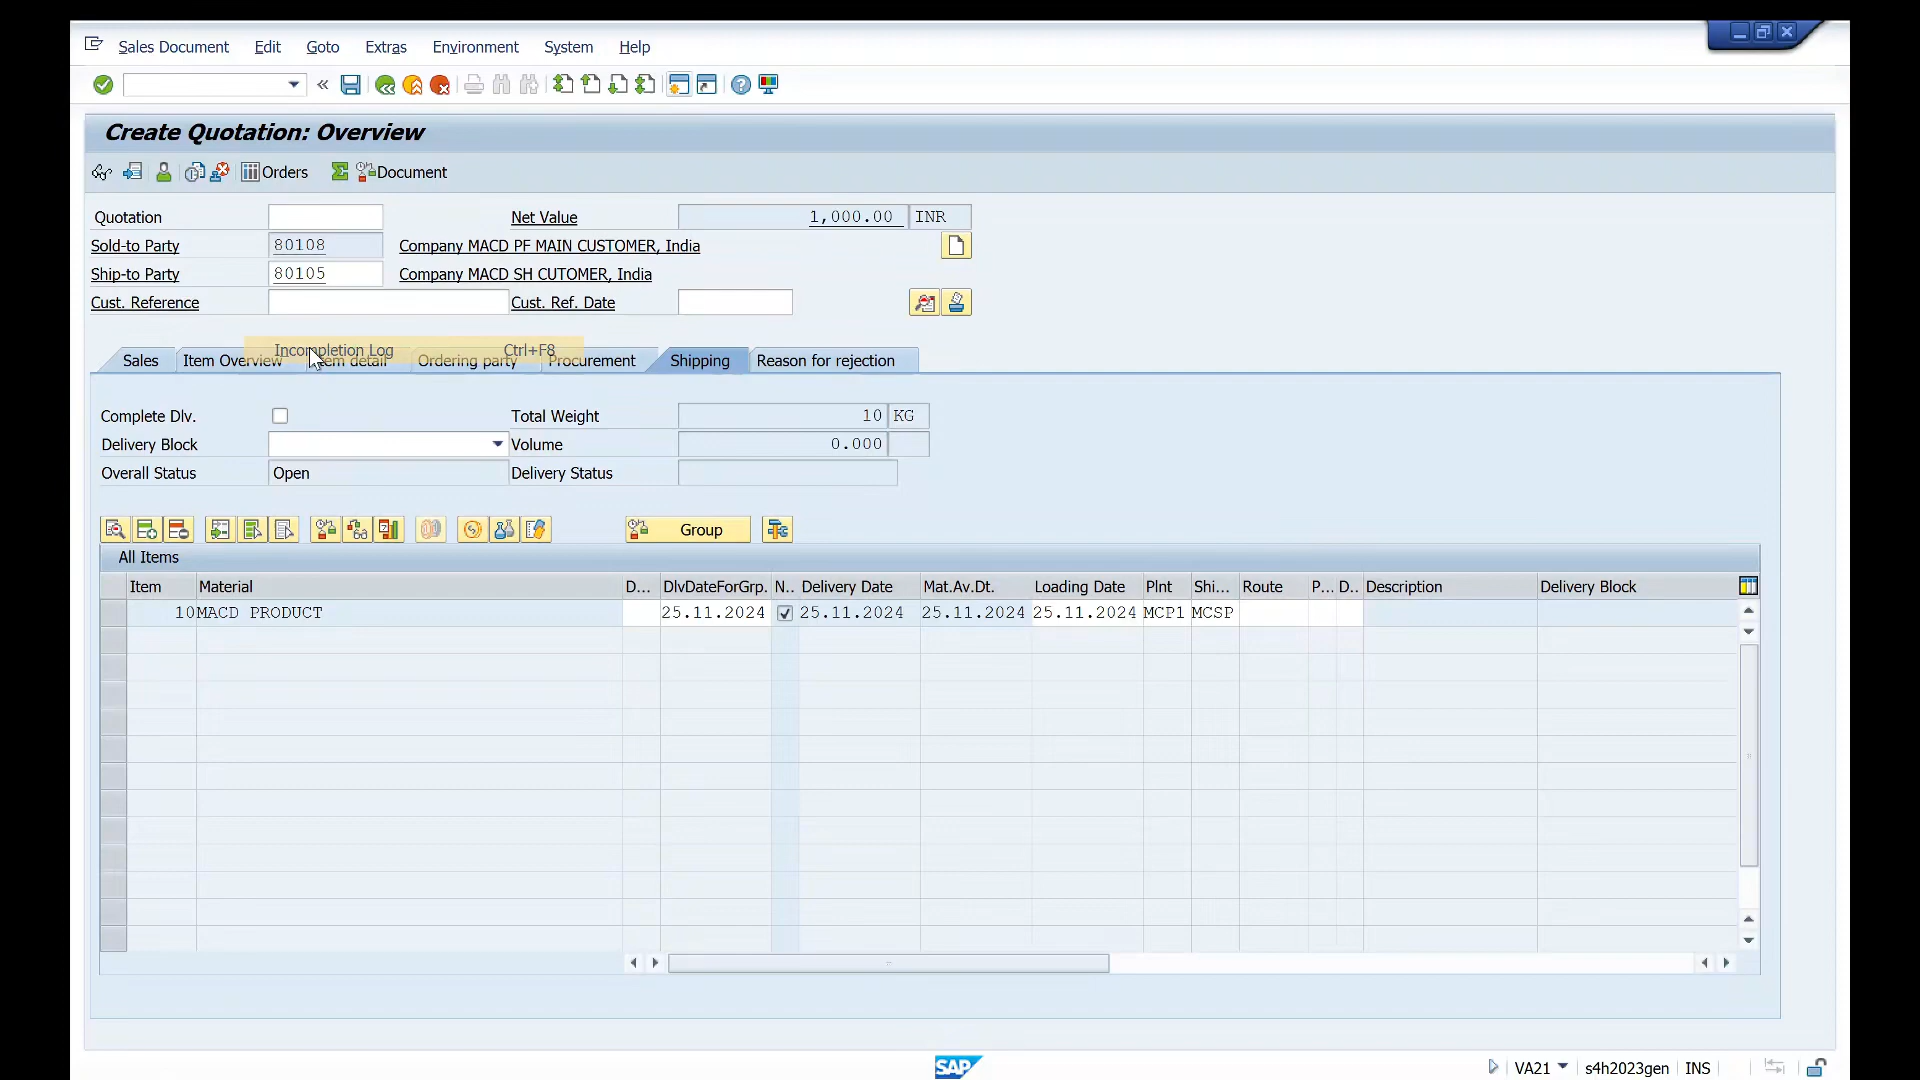 Sales Document Edit Goto Extras Environment System Help
Create Quotation: Overview
Orders Document
Quotation Net Value 1,000.00 INR
Sold-to Party 80108 Company MACD PF MAIN CUSTOMER, India
Ship-to Party 80105 Company MACD SH CUTOMER, India
Cust. Reference Cust. Ref. Date
Incompletion Log Ctrl+F8
Sales Item Overview Item detail Ordering party Procurement Shipping Reason for rejection
Complete Dlv. Total Weight 10 KG
Delivery Block Volume 0.000
Overall Status Open Delivery Status
Group
All Items
Item Material D... DlvDateForGrp. N.. Delivery Date Mat.Av.Dt. Loading Date Plnt Shi... Route P... D.. Description Delivery Block
10 MACD PRODUCT 25.11.2024 25.11.2024 25.11.2024 25.11.2024 MCP1 MCSP
SAP VA21 s4h2023gen INS